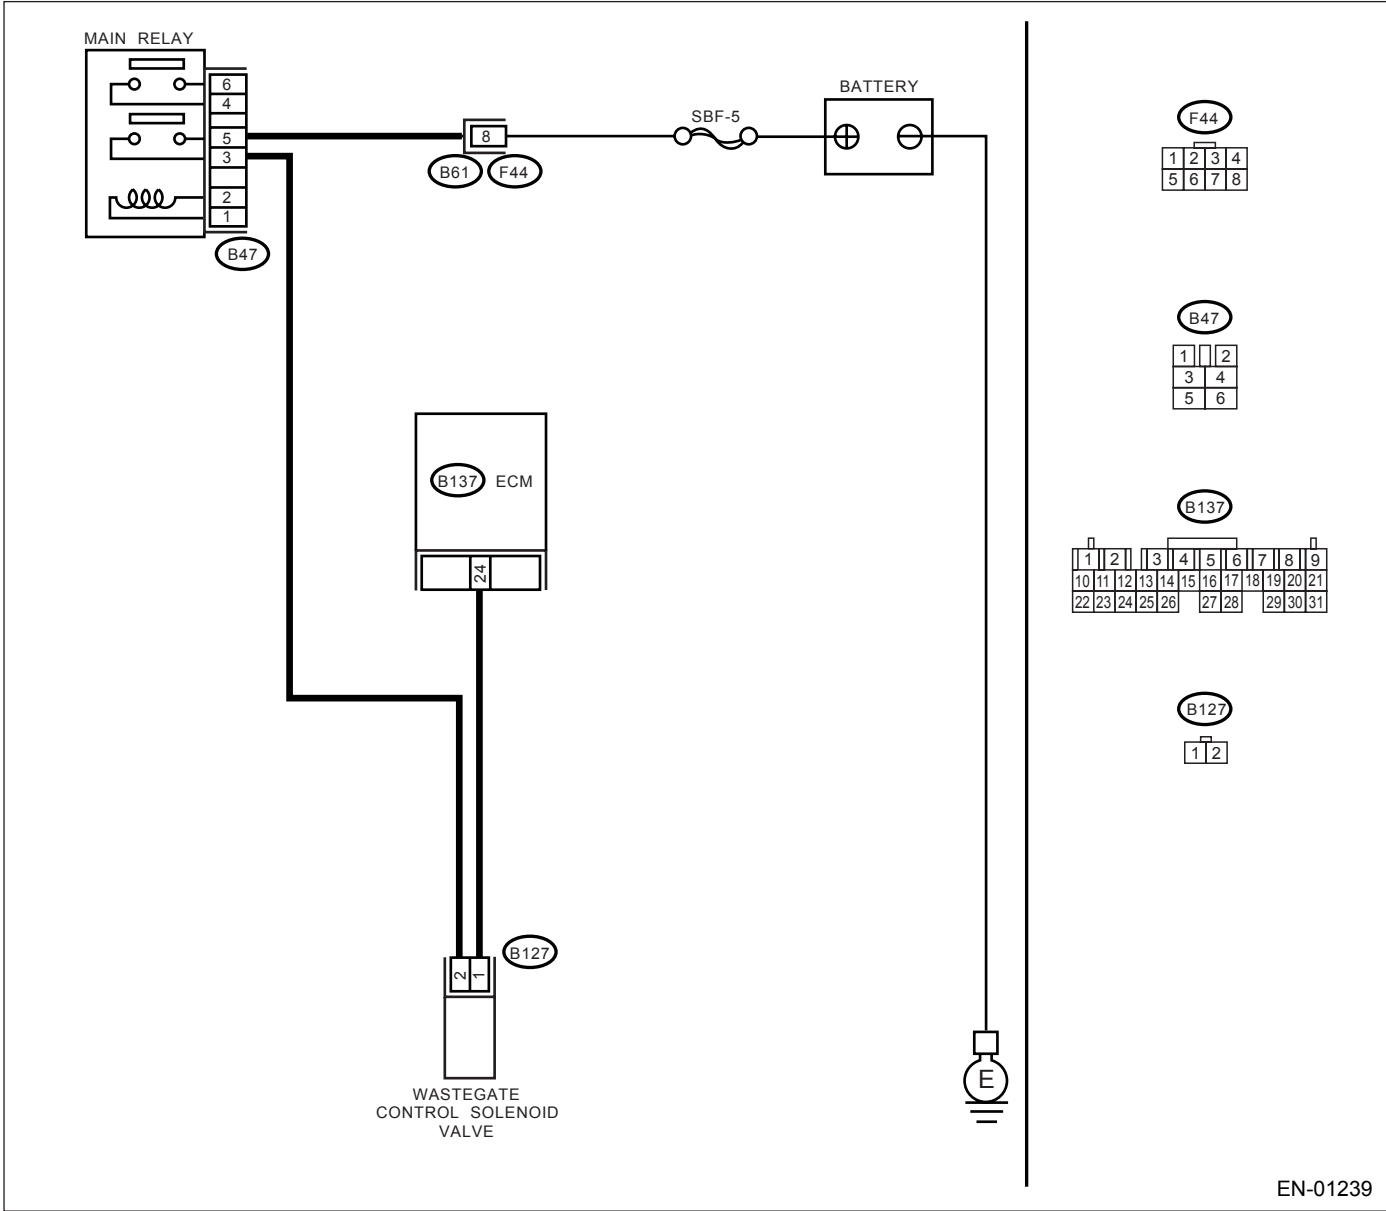 MAIN RELAY
6
4
5
3
2
1
B47
8
B61 F44
SBF-5
BATTERY
B137 ECM
24
2 1
B127
WASTEGATE
CONTROL SOLENOID
VALVE
E
F44
1 2 3 4
5 6 7 8
B47
1 2
3 4
5 6
B137
1 2 3 4 5 6 7 8 9
10 11 12 13 14 15 16 17 18 19 20 21
22 23 24 25 26 27 28 29 30 31
B127
1 2
EN-01239